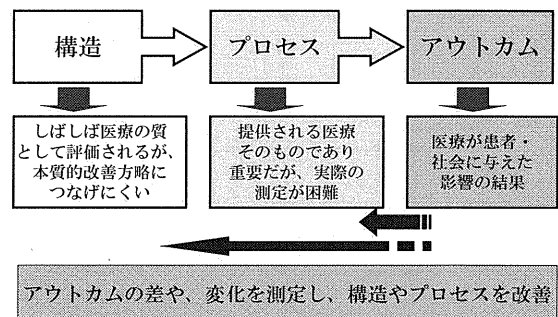 構造
プロセス
アウトカム
しばしば医療の質
として評価されるが、
本質的改善方略に
つなげにくい
提供される医療
そのものであり
重要だが、実際の
測定が困難
医療が患者・
社会に与えた
影響の結果
アウトカムの差や、変化を測定し、構造やプロセスを改善